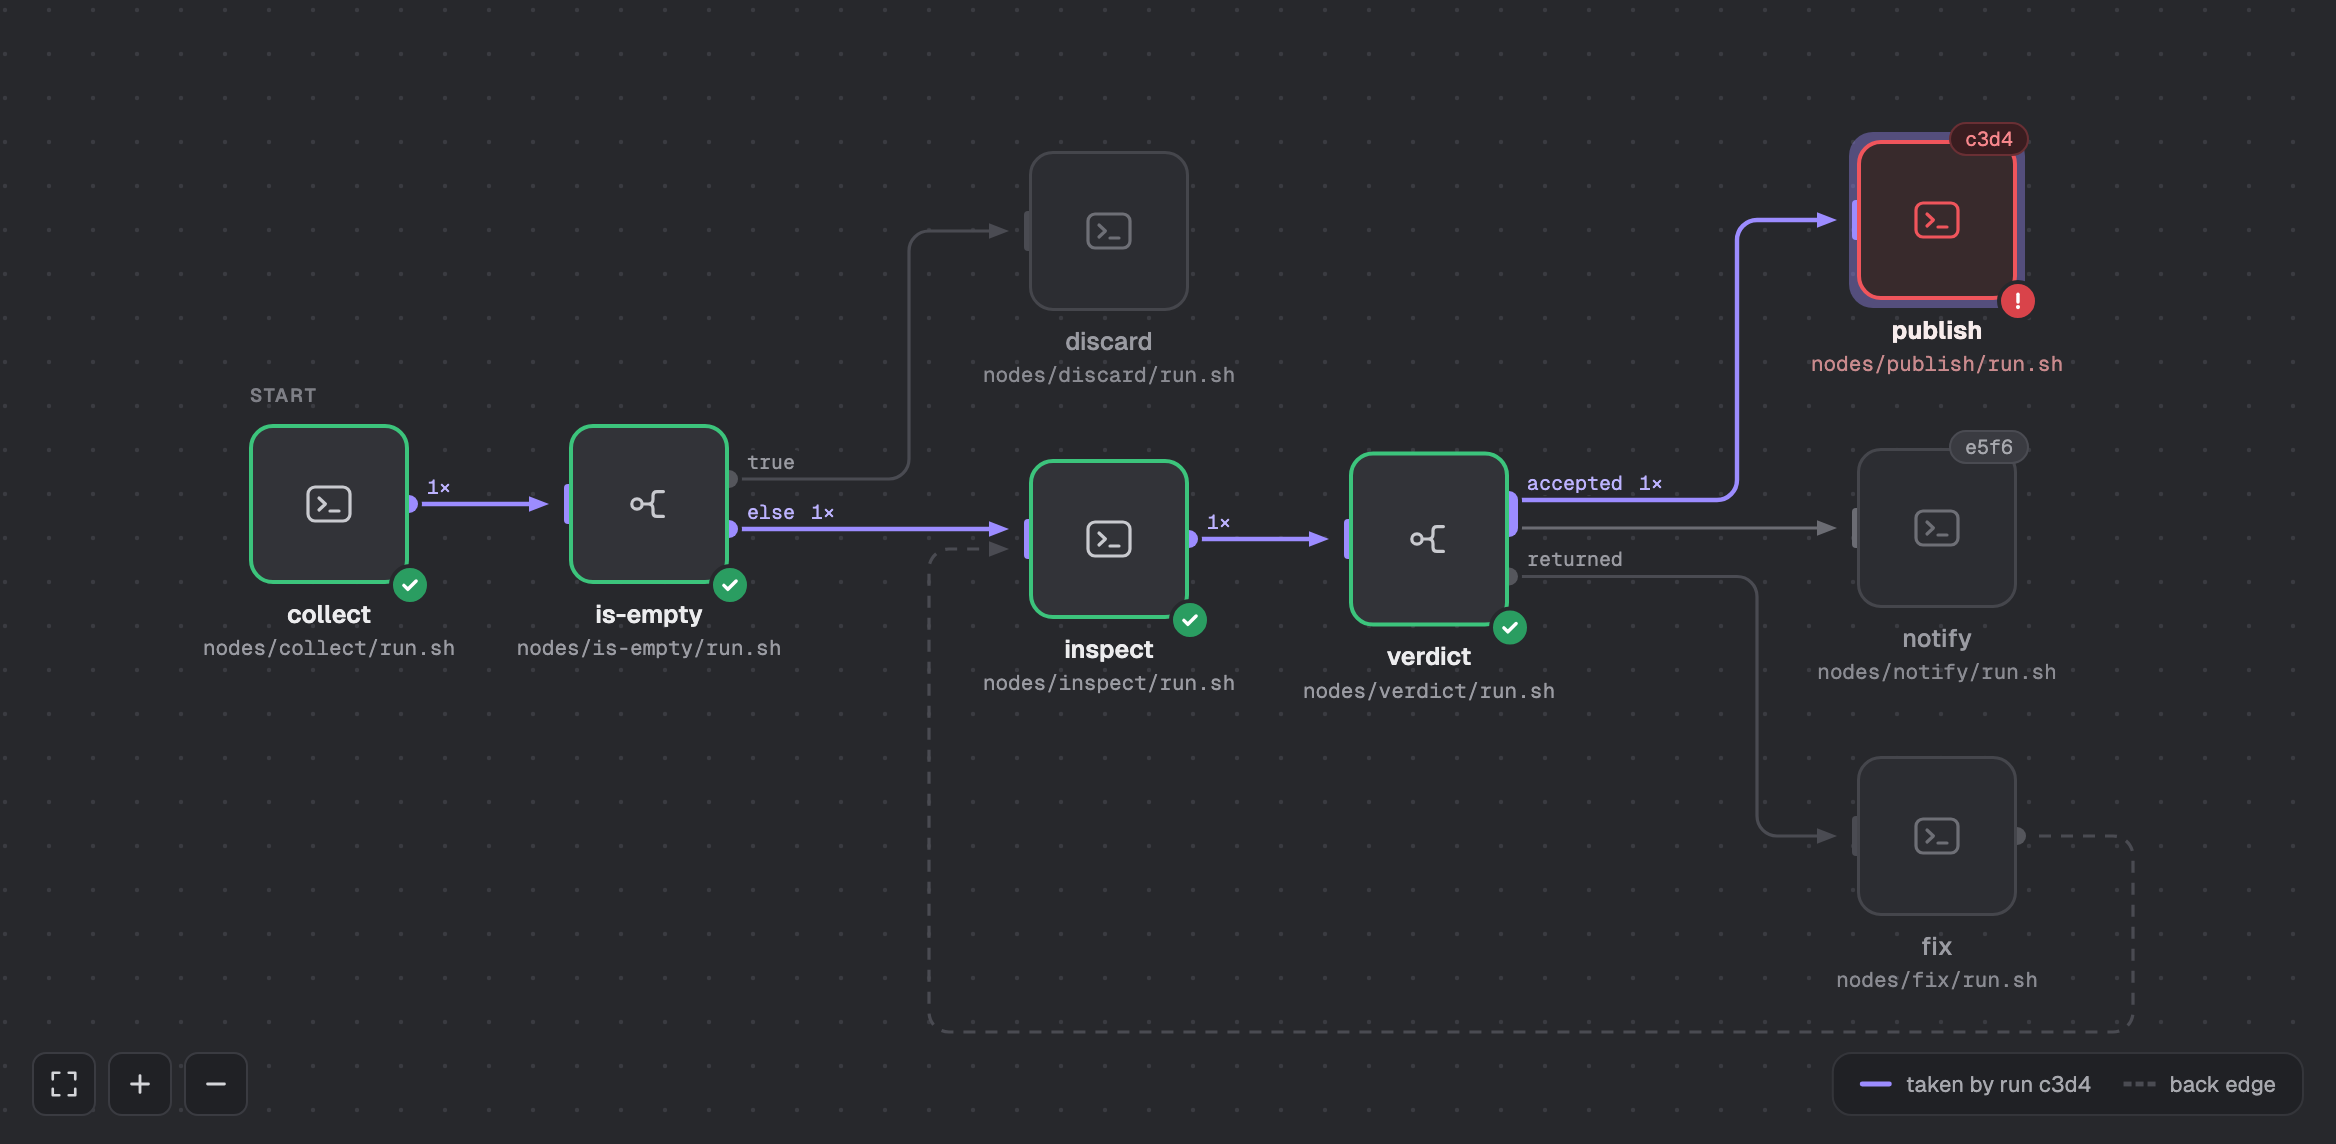 c3d4
publish
nodes/publish/run.sh
discard
nodes/discard/run.sh
START
collect
nodes/collect/run.sh
1×
is-empty
nodes/is-empty/run.sh
true
else 1×
inspect
nodes/inspect/run.sh
1×
verdict
nodes/verdict/run.sh
accepted 1×
returned
e5f6
notify
nodes/notify/run.sh
fix
nodes/fix/run.sh
taken by run c3d4
back edge